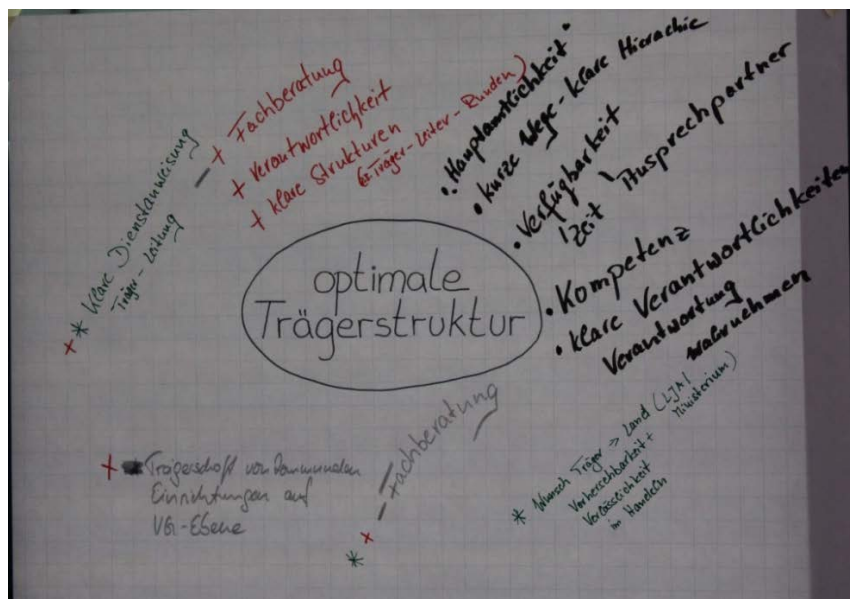 + Fachberatung
+ Verantwortlichkeit
+ klare Strukturen
(Träger-Leiter-Runden)
• Hauptamtlichkeit
• kurze Wege - klare Hierachie
• Verfügbarkeit
Zeit Ansprechpartner
• Kompetenz
• klare Verantwortlichkeiten
Verantwortung
wahrnehmen
* klare Dienstanweisung
Träger - Leitung
optimale
Trägerstruktur
Fachberatung
Trägerschaft von Kommunalen
Einrichtungen auf
VG-Ebene
* Wunsch Träger → Land (LJA/
Ministerium)
Vorhersehbarkeit +
Verlässlichkeit
im Handeln